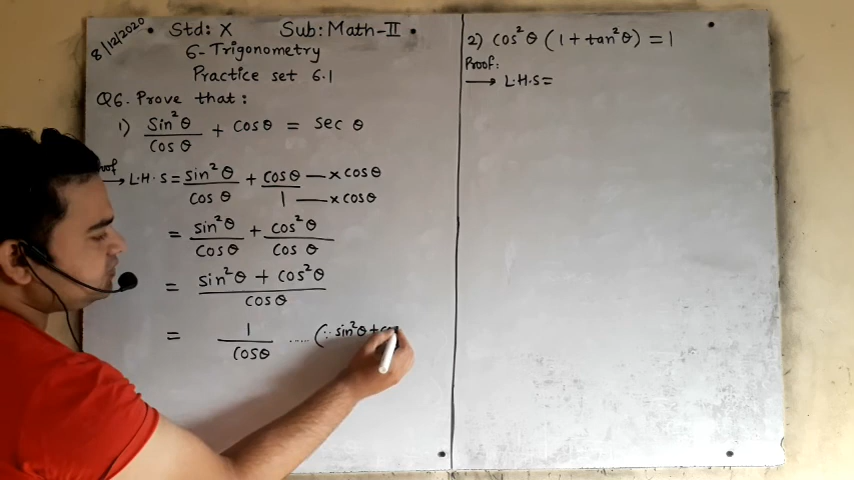 8/12/2020
Std: X Sub: Math-II
6- Trigonometry
Practice set 6.1
Q6. Prove that:
1) Sin²θ/Cosθ + Cosθ = Sec θ
→ L.H.S = sin²θ/cosθ + cosθ/1 — × cosθ — × cosθ
= sin²θ/cosθ + cos²θ/cosθ
= sin²θ + cos²θ/cosθ
= 1/cosθ ..... (∵ sin²θ +
2) cos²θ (1 + tan²θ) = 1
Proof:
→ L.H.S =